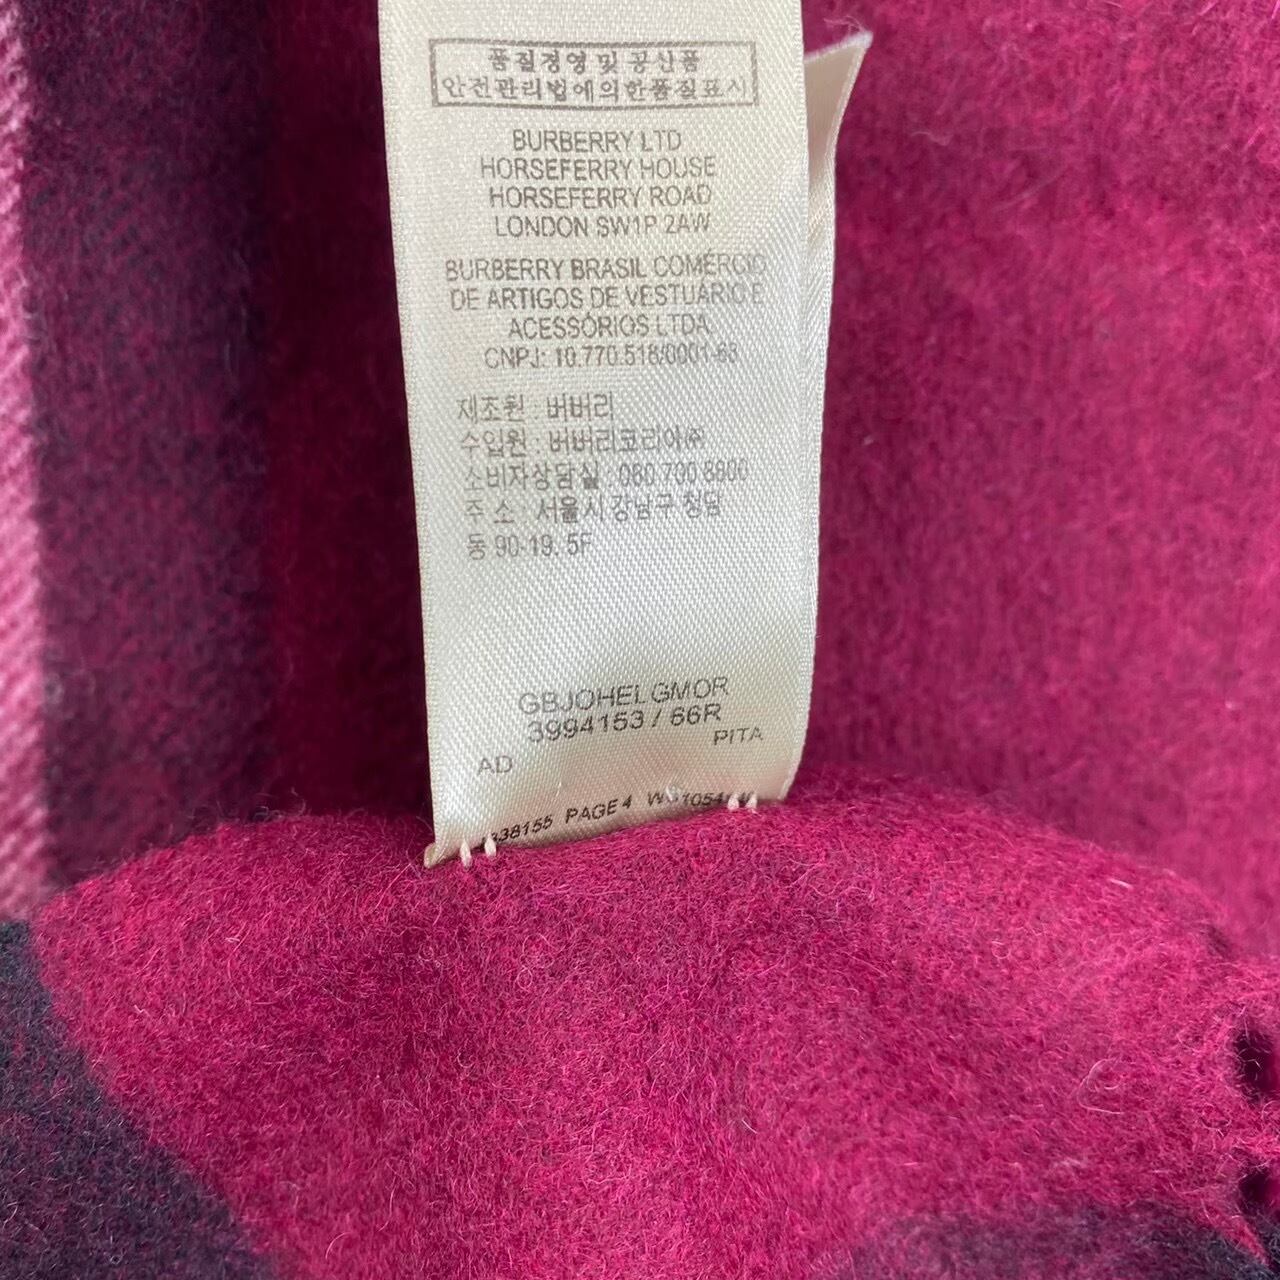 품질경영 및 공산품
안전관리법에의한품질표시
BURBERRY LTD
HORSEFERRY HOUSE
HORSEFERRY ROAD
LONDON SW1P 2AW
BURBERRY BRASIL COMÉRCIO
DE ARTIGOS DE VESTUÁRIO E
ACESSÓRIOS LTDA
CNPJ: 10.770.518/0001-63
제조원 : 버버리
수입원 : 버버리코리아㈜
소비자상담실 : 080 700 8800
주 소 : 서울시 강남구 청담
동 90-19. 5F
GBJOHELGMOR
3994153 / 66R
PITA
AD
PAGE 4